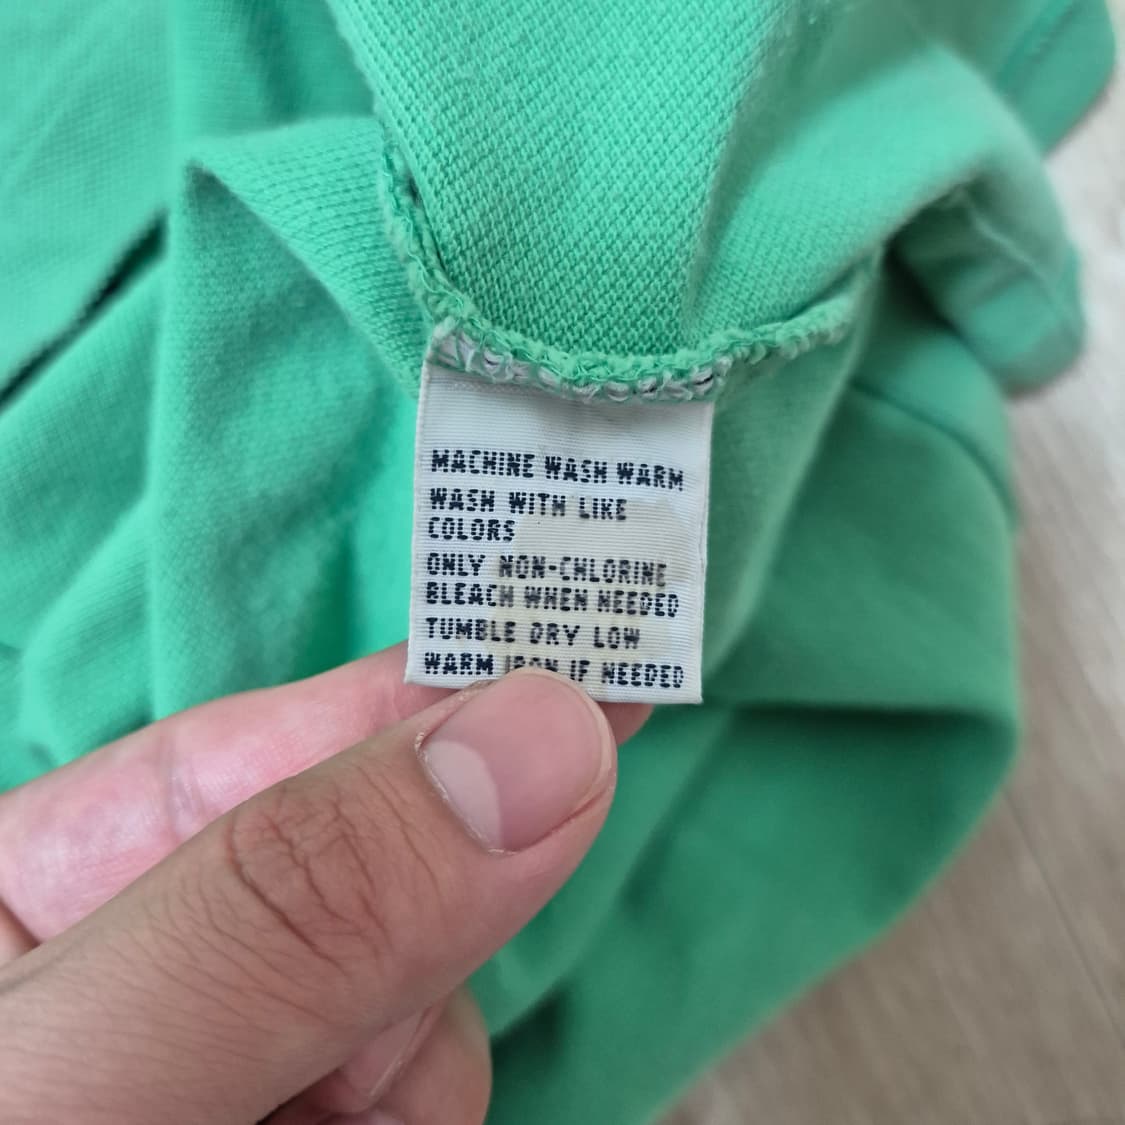 MACHINE WASH WARM
WASH WITH LIKE
COLORS
ONLY NON-CHLORINE
BLEACH WHEN NEEDED
TUMBLE DRY LOW
WARM IRON IF NEEDED